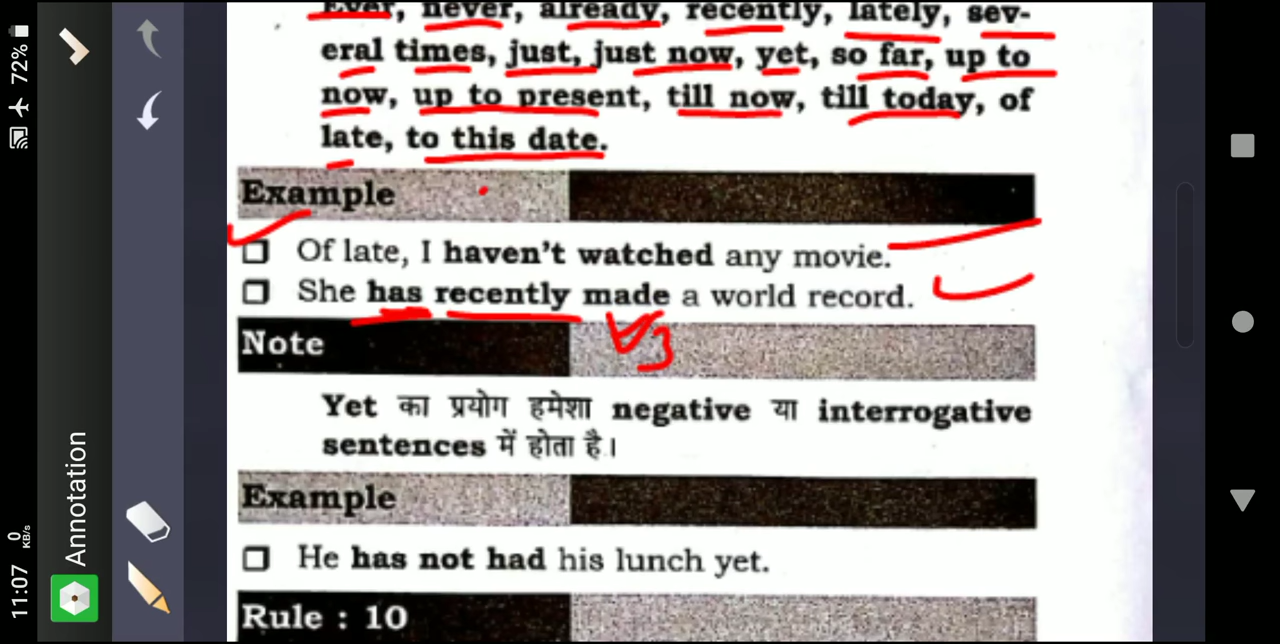 Ever, never, already, recently, lately, sev-
eral times, just, just now, yet, so far, up to
now, up to present, till now, till today, of
late, to this date.
Example
Of late, I haven't watched any movie.
She has recently made a world record.
V3
Note
Yet का प्रयोग हमेशा negative या interrogative
sentences में होता है।
Example
He has not had his lunch yet.
Rule : 10
72%
Annotation
11:07
0
KB/s